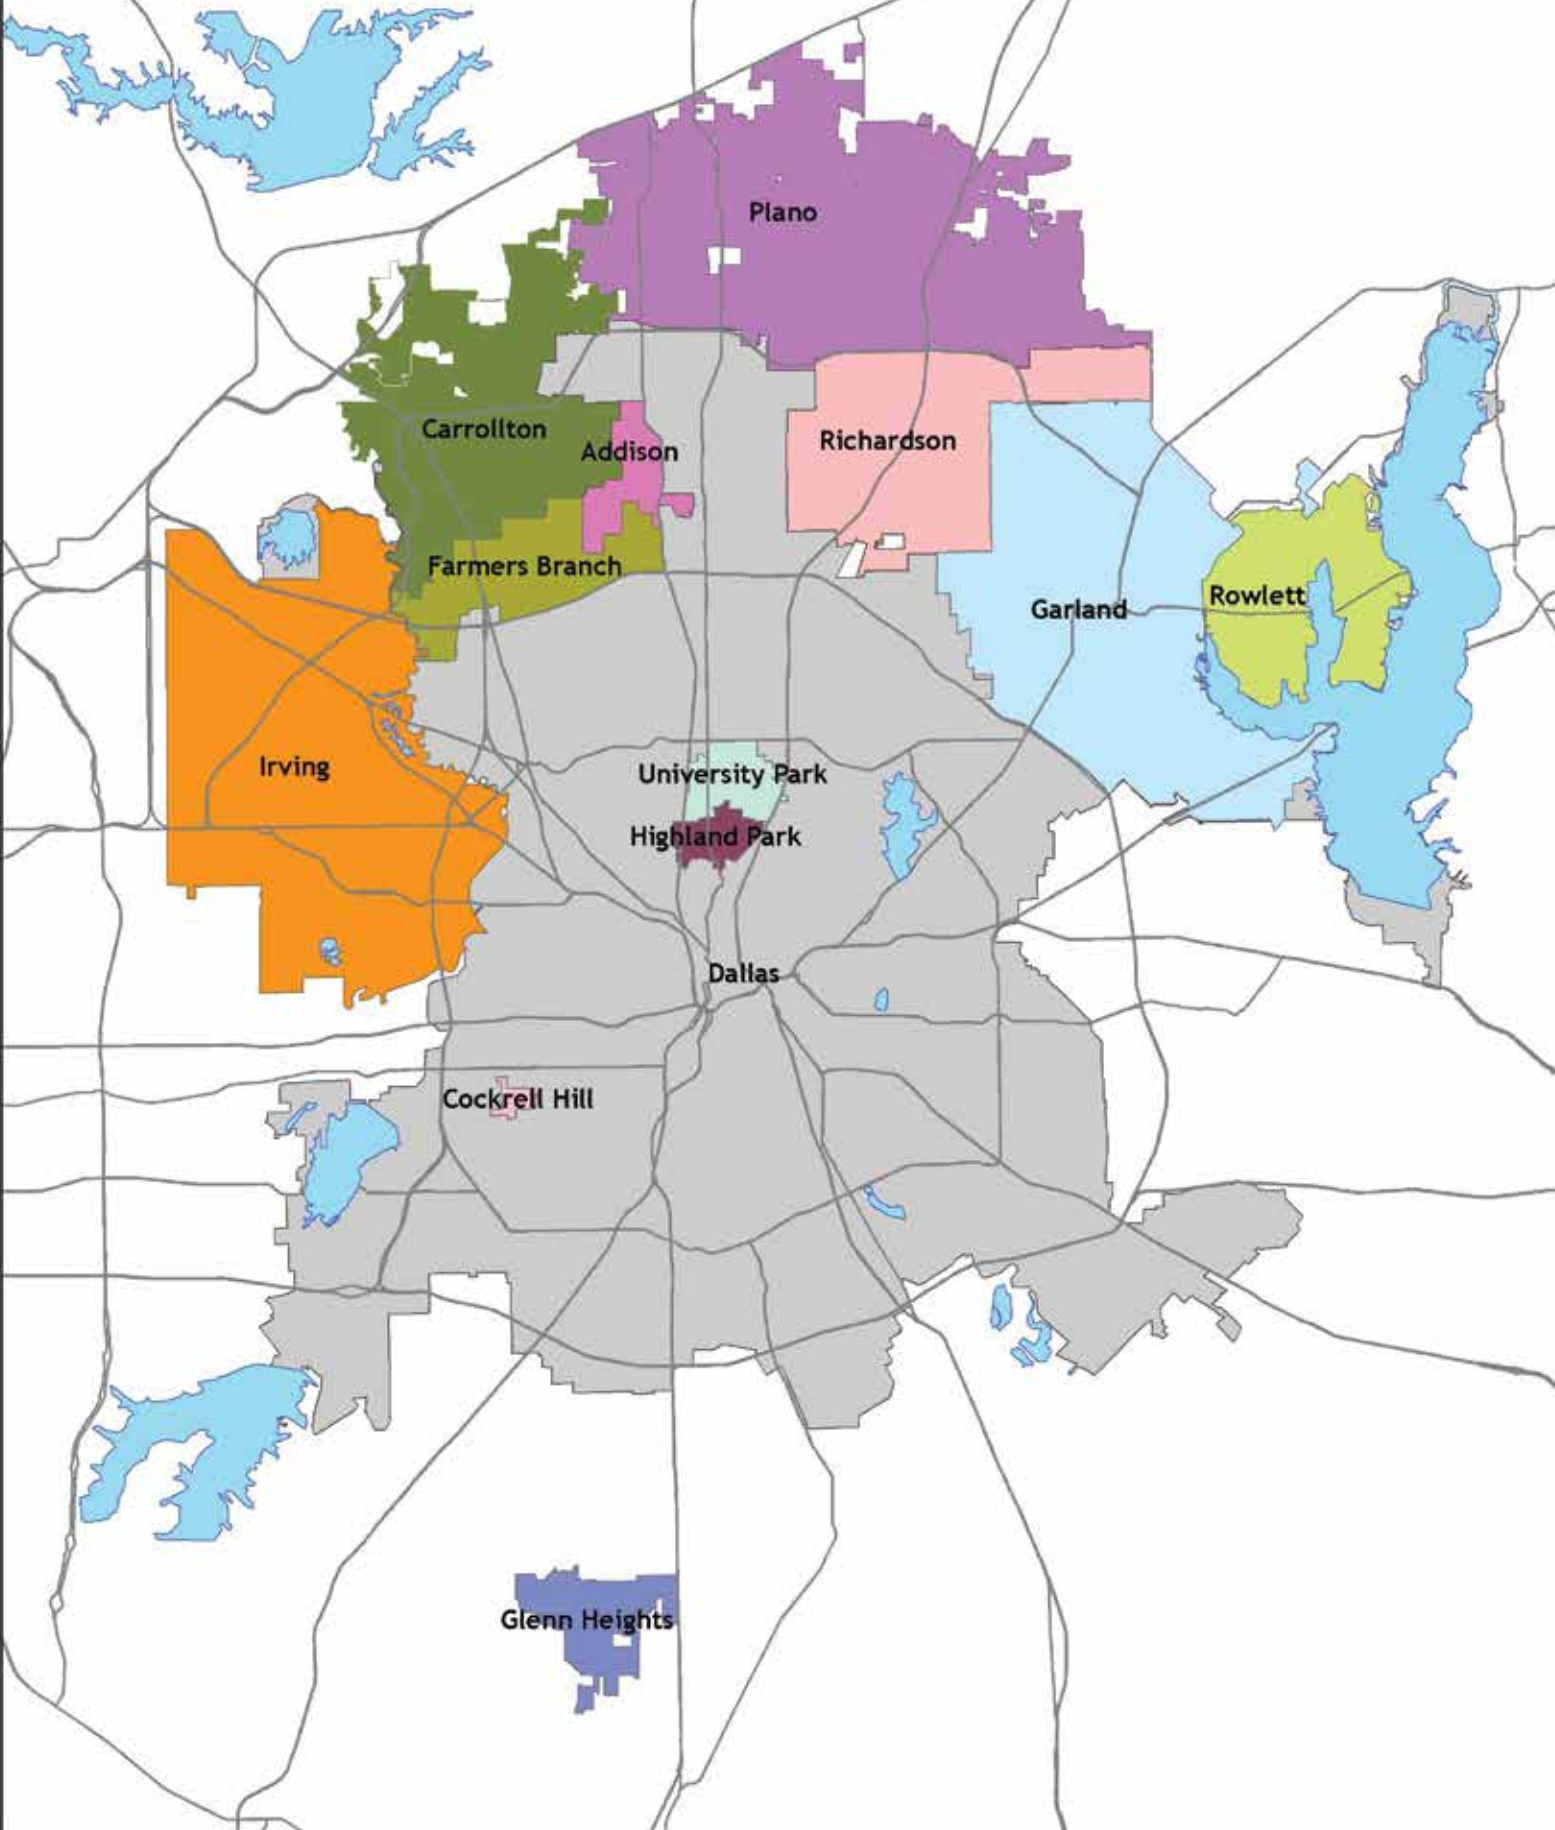 Plano
Carrollton
Addison
Richardson
Farmers Branch
Garland
Rowlett
Irving
University Park
Highland Park
Dallas
Cockrell Hill
Glenn Heights